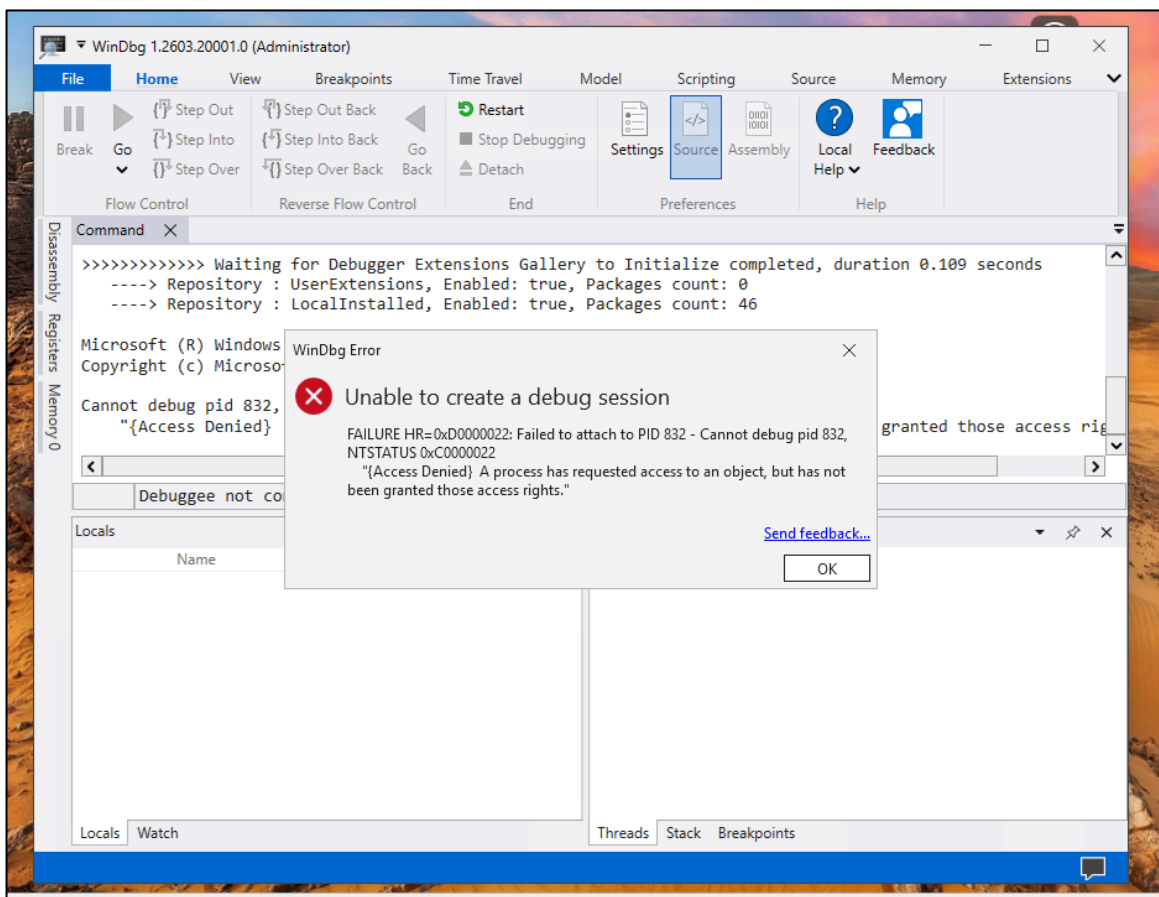 WinDbg 1.2603.20001.0 (Administrator)
File Home View Breakpoints Time Travel Model Scripting Source Memory Extensions
Break
Go
Step Out
Step Into
Step Over
Flow Control
Step Out Back
Step Into Back
Step Over Back
Go Back
Reverse Flow Control
Restart
Stop Debugging
Detach
End
Settings
Source
Assembly
Preferences
Local Help
Feedback
Help
Disassembly
Registers
Memory 0
Command
>>>>>>>>>>>>> Waiting for Debugger Extensions Gallery to Initialize completed, duration 0.109 seconds
----> Repository : UserExtensions, Enabled: true, Packages count: 0
----> Repository : LocalInstalled, Enabled: true, Packages count: 46
Microsoft (R) Windows
Copyright (c) Microso
Cannot debug pid 832,
"{Access Denied}
granted those access rig
Debuggee not co
WinDbg Error
Unable to create a debug session
FAILURE HR=0xD0000022: Failed to attach to PID 832 - Cannot debug pid 832,
NTSTATUS 0xC0000022
"{Access Denied} A process has requested access to an object, but has not
been granted those access rights."
Send feedback...
OK
Locals
Name
Locals Watch
Threads Stack Breakpoints